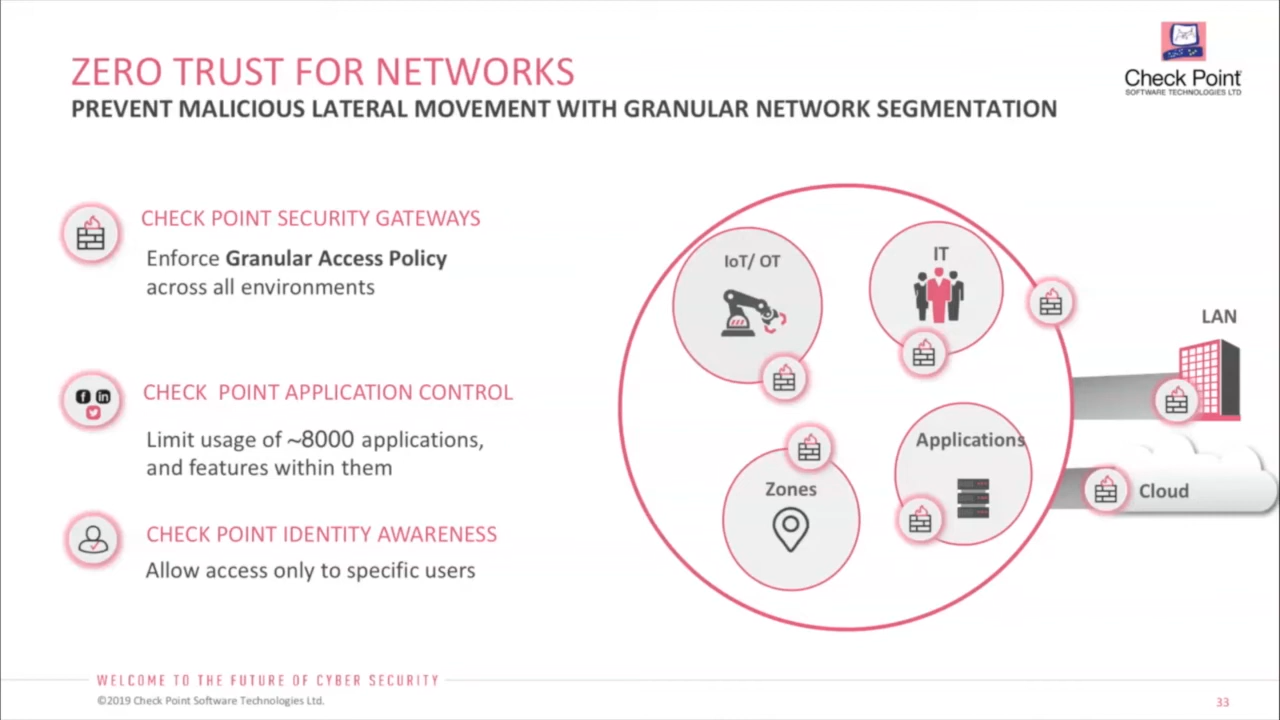 ZERO TRUST FOR NETWORKS
PREVENT MALICIOUS LATERAL MOVEMENT WITH GRANULAR NETWORK SEGMENTATION
Check Point
SOFTWARE TECHNOLOGIES LTD
CHECK POINT SECURITY GATEWAYS
Enforce Granular Access Policy
across all environments
CHECK POINT APPLICATION CONTROL
Limit usage of ~8000 applications,
and features within them
CHECK POINT IDENTITY AWARENESS
Allow access only to specific users
IoT/ OT
IT
LAN
Applications
Zones
Cloud
f
in
WELCOME TO THE FUTURE OF CYBER SECURITY
©2019 Check Point Software Technologies Ltd.
33